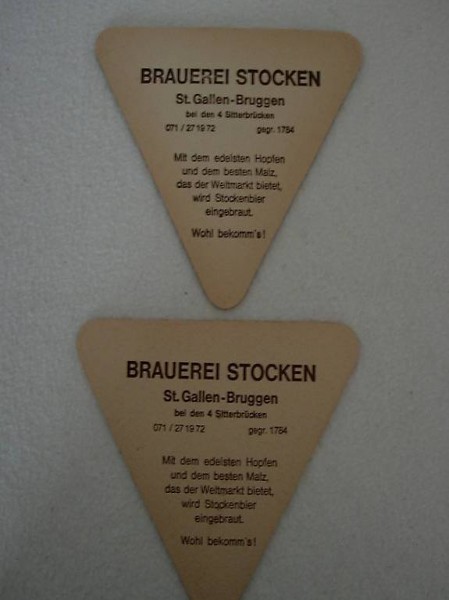 BRAUEREI STOCKEN
St. Gallen-Bruggen
bei den 4 Sitterbrücken
071 / 27 19 72 gegr. 1784
Mit dem edelsten Hopfen
und dem besten Malz,
das der Weltmarkt bietet,
wird Stockenbier
eingebraut.
Wohl bekomm's!
BRAUEREI STOCKEN
St. Gallen-Bruggen
bei den 4 Sitterbrücken
071 / 27 19 72 gegr. 1784
Mit dem edelsten Hopfen
und dem besten Malz,
das der Weltmarkt bietet,
wird Stockenbier
eingebraut.
Wohl bekomm's!